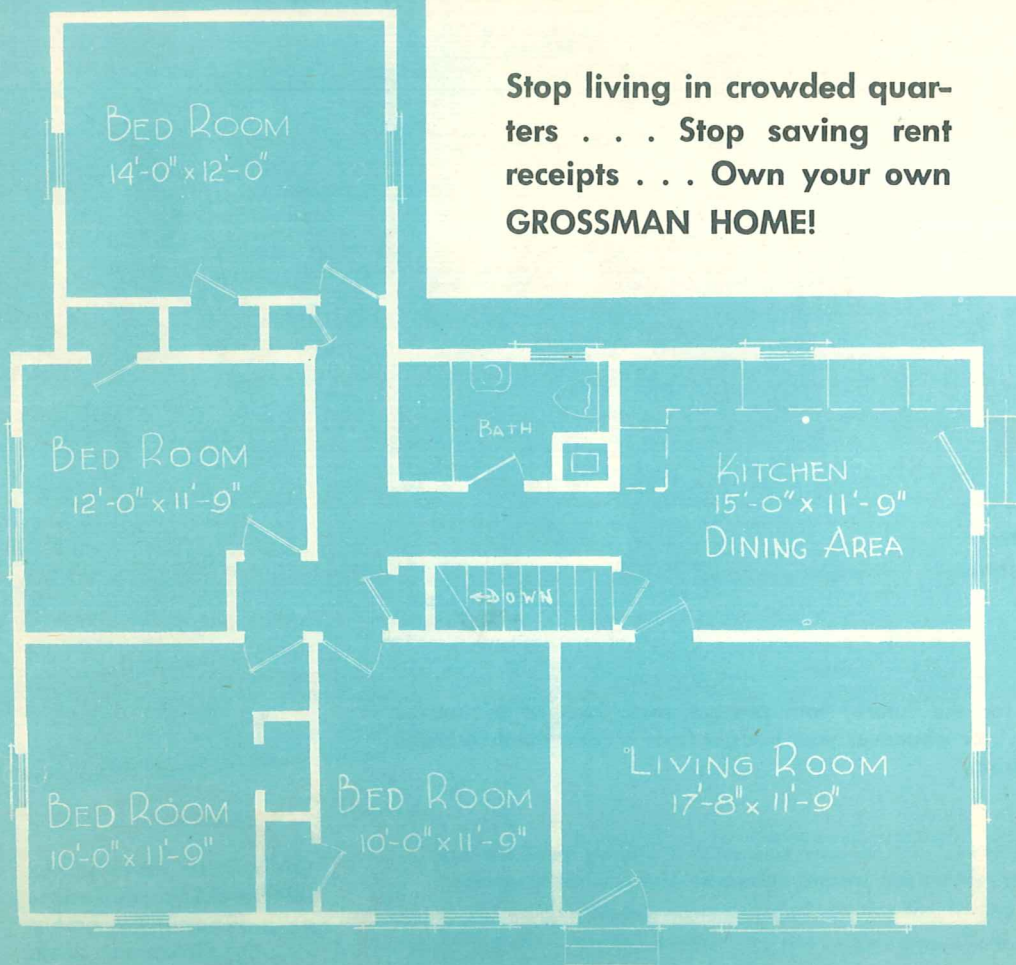 Stop living in crowded quar-
ters . . . Stop saving rent
receipts . . . Own your own
GROSSMAN HOME!
BED ROOM
14'-0" x 12'-0"
BED ROOM
12'-0" x 11'-9"
BATH
KITCHEN
15'-0" x 11'-9"
DINING AREA
DOWN
BED ROOM
10'-0" x 11'-9"
BED ROOM
10'-0" x 11'-9"
LIVING ROOM
17'-8" x 11'-9"